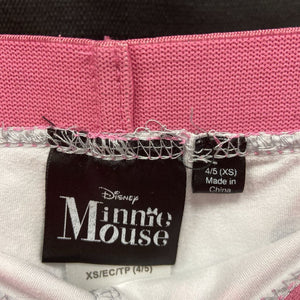 Disney
Minnie
Mouse
XS/EC/TP (4/5)
4/5 (XS)
Made in
China